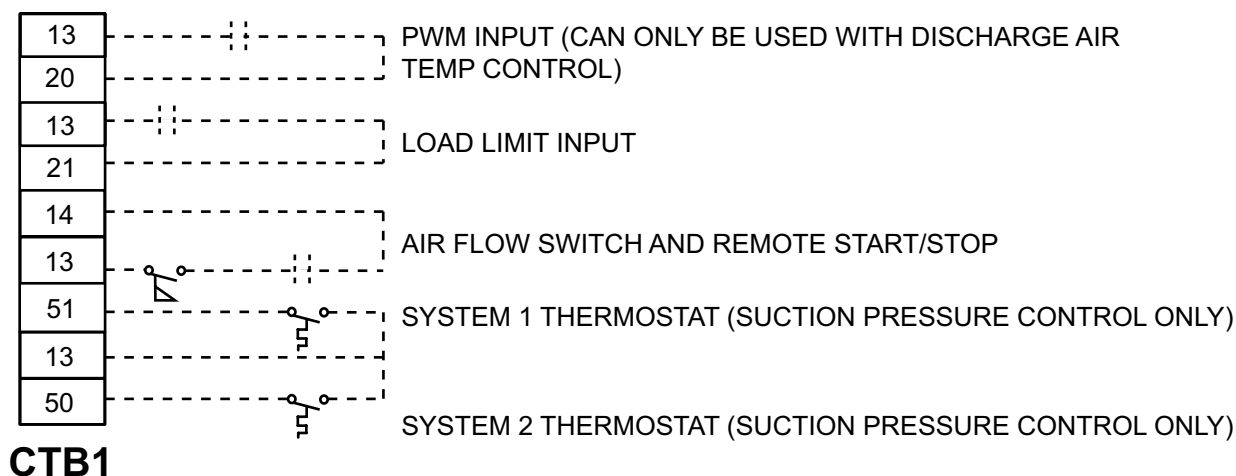 13
PWM INPUT (CAN ONLY BE USED WITH DISCHARGE AIR
20
TEMP CONTROL)
13
LOAD LIMIT INPUT
21
14
AIR FLOW SWITCH AND REMOTE START/STOP
13
51
SYSTEM 1 THERMOSTAT (SUCTION PRESSURE CONTROL ONLY)
13
50
SYSTEM 2 THERMOSTAT (SUCTION PRESSURE CONTROL ONLY)
CTB1